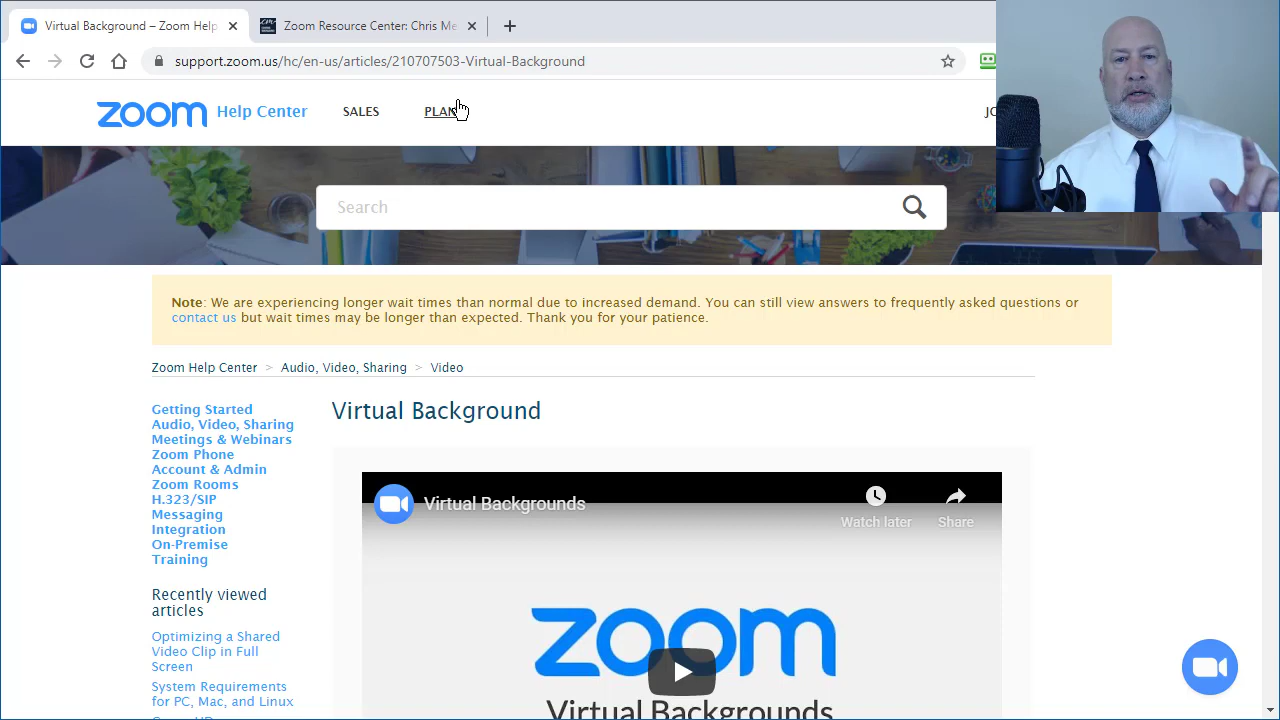 Virtual Background – Zoom Help
Zoom Resource Center: Chris Me
support.zoom.us/hc/en-us/articles/210707503-Virtual-Background
zoom Help Center
SALES
PLAN
JO
Search
Note: We are experiencing longer wait times than normal due to increased demand. You can still view answers to frequently asked questions or
contact us but wait times may be longer than expected. Thank you for your patience.
Zoom Help Center > Audio, Video, Sharing > Video
Getting Started
Audio, Video, Sharing
Meetings & Webinars
Zoom Phone
Account & Admin
Zoom Rooms
H.323/SIP
Messaging
Integration
On-Premise
Training
Recently viewed
articles
Optimizing a Shared
Video Clip in Full
Screen
System Requirements
for PC, Mac, and Linux
Virtual Background
Virtual Backgrounds
Watch later
Share
zoom
Virtual Backgrounds